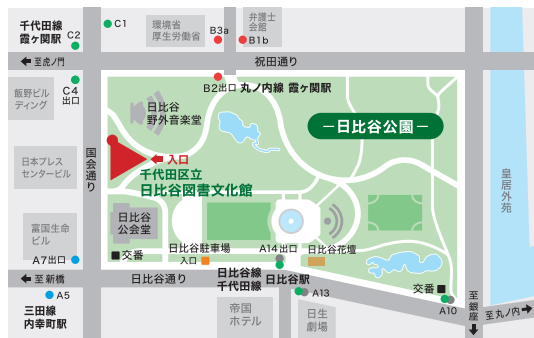 千代田線
霞ヶ関駅
C2
C1
環境省
厚生労働省
B3a
弁護士
会館
B1b
至虎ノ門
祝田通り
飯野ビル
ディング
C4
出口
B2出口 丸ノ内線 霞ヶ関駅
日比谷
野外音楽堂
日比谷公園
国会通り
入口
千代田区立
日比谷図書文化館
日本プレス
センタービル
皇居外苑
日比谷
公会堂
富国生命
ビル
A7出口
交番
日比谷駐車場
入口
A14出口
日比谷花壇
至新橋
日比谷通り
日比谷線
千代田線
日比谷駅
交番
A5
三田線
内幸町駅
帝国
ホテル
A13
日生
劇場
A10
至銀座
至丸ノ内